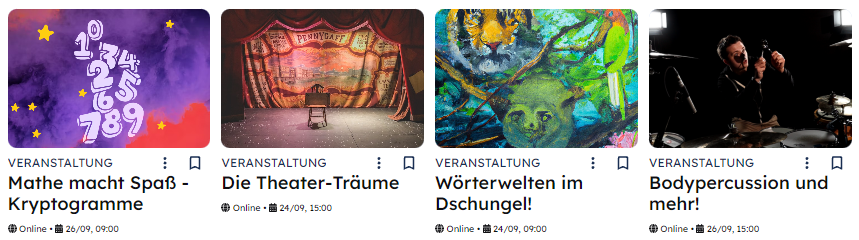 10
3 4
2 5
6
7 8 9
PENNYGAFF
VERANSTALTUNG
Mathe macht Spaß -
Kryptogramme
Online • 26/09, 09:00
VERANSTALTUNG
Die Theater-Träume
Online • 24/09, 15:00
VERANSTALTUNG
Wörterwelten im
Dschungel!
Online • 24/09, 09:00
VERANSTALTUNG
Bodypercussion und
mehr!
Online • 26/09, 15:00